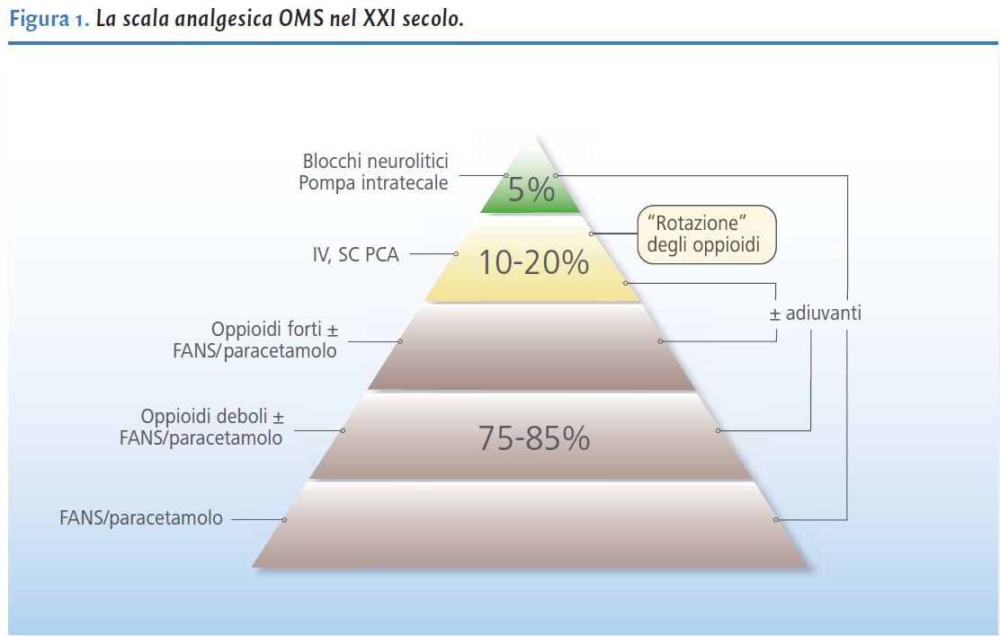 Figura 1. La scala analgesica OMS nel XXI secolo.
Blocchi neurolitici
Pompa intratecale
5%
“Rotazione”
degli oppioidi
IV, SC PCA
10-20%
± adiuvanti
Oppioidi forti ±
FANS/paracetamolo
Oppioidi deboli ±
FANS/paracetamolo
75-85%
FANS/paracetamolo